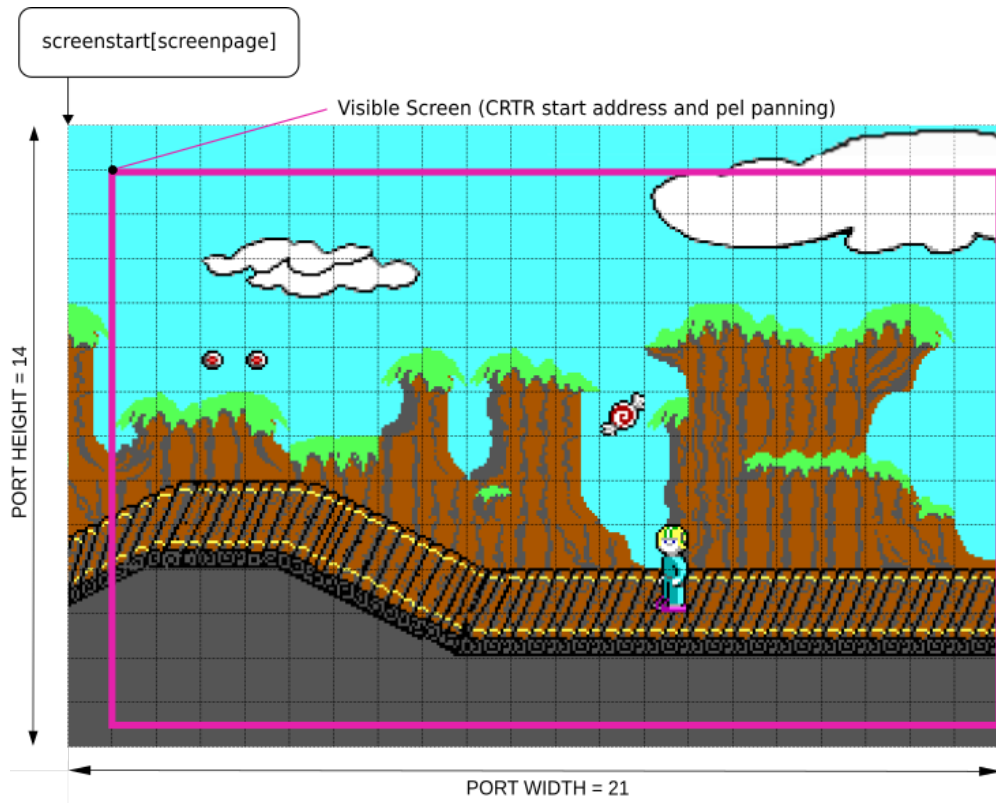 screenstart[screenpage]
Visible Screen (CRTR start address and pel panning)
PORT HEIGHT = 14
PORT WIDTH = 21